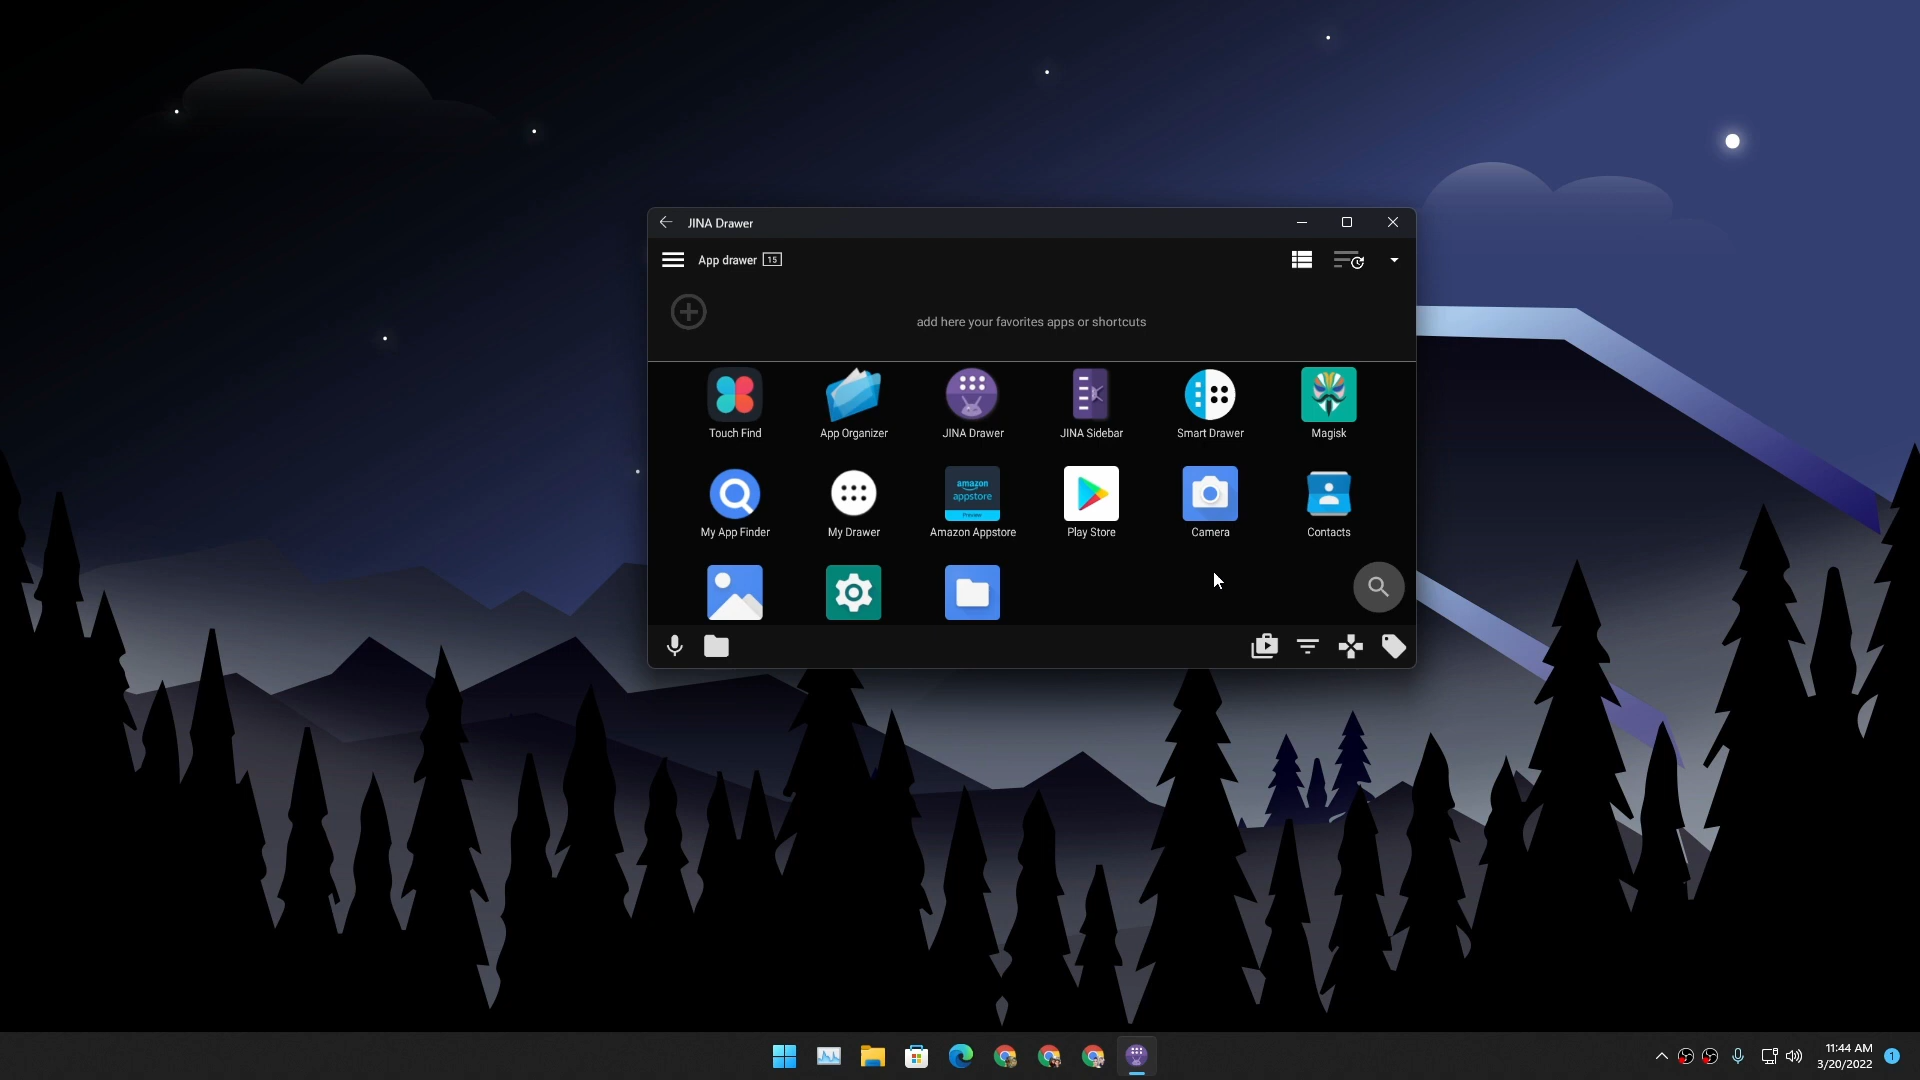 JINA Drawer
App drawer 15
add here your favorites apps or shortcuts
Touch Find
App Organizer
JINA Drawer
JINA Sidebar
Smart Drawer
Magisk
amazon
appstore
Preview
My App Finder
My Drawer
Amazon Appstore
Play Store
Camera
Contacts
11:44 AM
3/20/2022
1